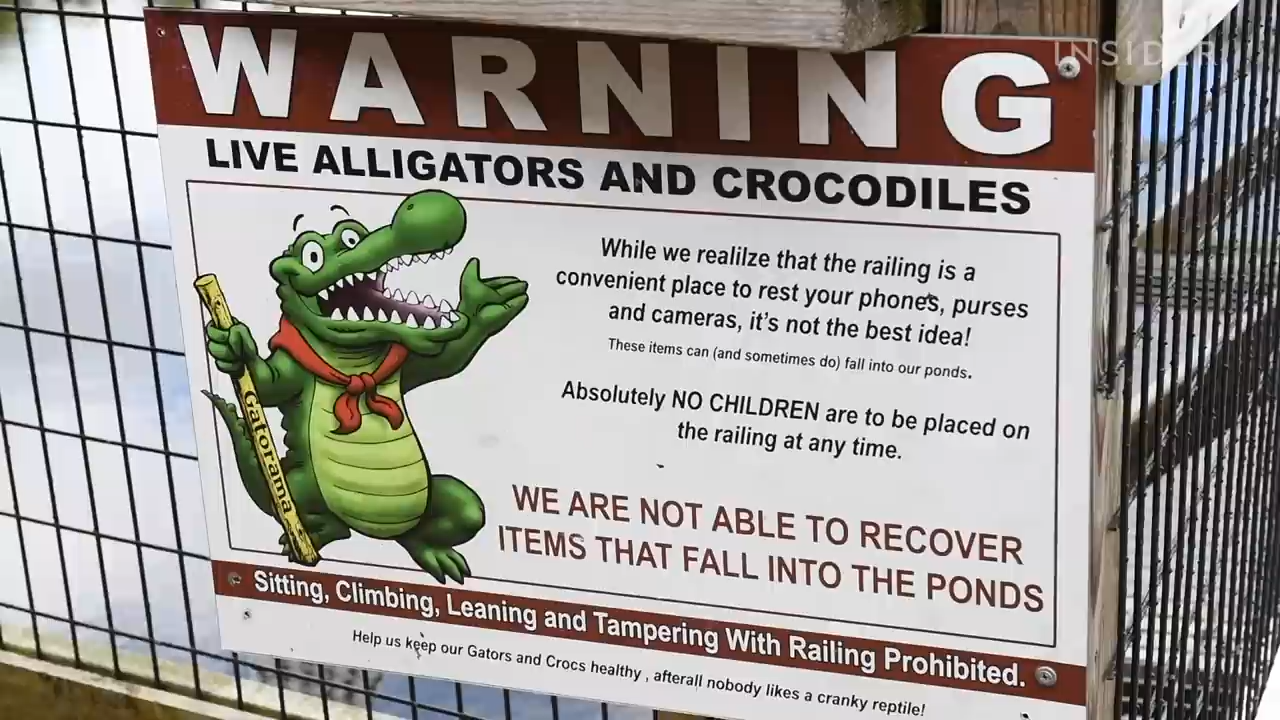 WARNING
INSIDER
LIVE ALLIGATORS AND CROCODILES
While we realilze that the railing is a
convenient place to rest your phones, purses
and cameras, it's not the best idea!
These items can (and sometimes do) fall into our ponds.
Absolutely NO CHILDREN are to be placed on
the railing at any time.
Gatorama
WE ARE NOT ABLE TO RECOVER
ITEMS THAT FALL INTO THE PONDS
Sitting, Climbing, Leaning and Tampering With Railing Prohibited.
Help us keep our Gators and Crocs healthy , afterall nobody likes a cranky reptile!